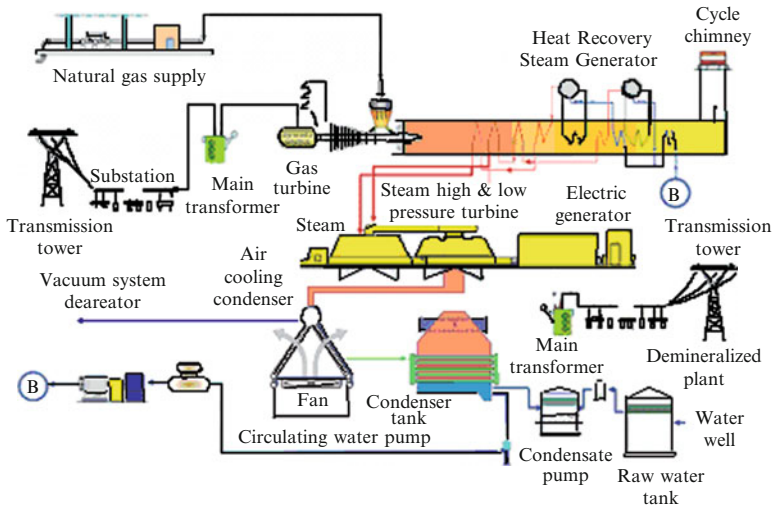 Natural gas supply
Heat Recovery
Steam Generator
Cycle
chimney
Substation
Main
transformer
Gas
turbine
B
Transmission
tower
Steam
Steam high & low
pressure turbine
Electric
generator
Transmission
tower
Air
cooling
condenser
Vacuum system
deareator
Main
transformer
Demineralized
plant
B
Fan
Condenser
tank
Circulating water pump
Condensate
pump
Raw water
tank
Water
well